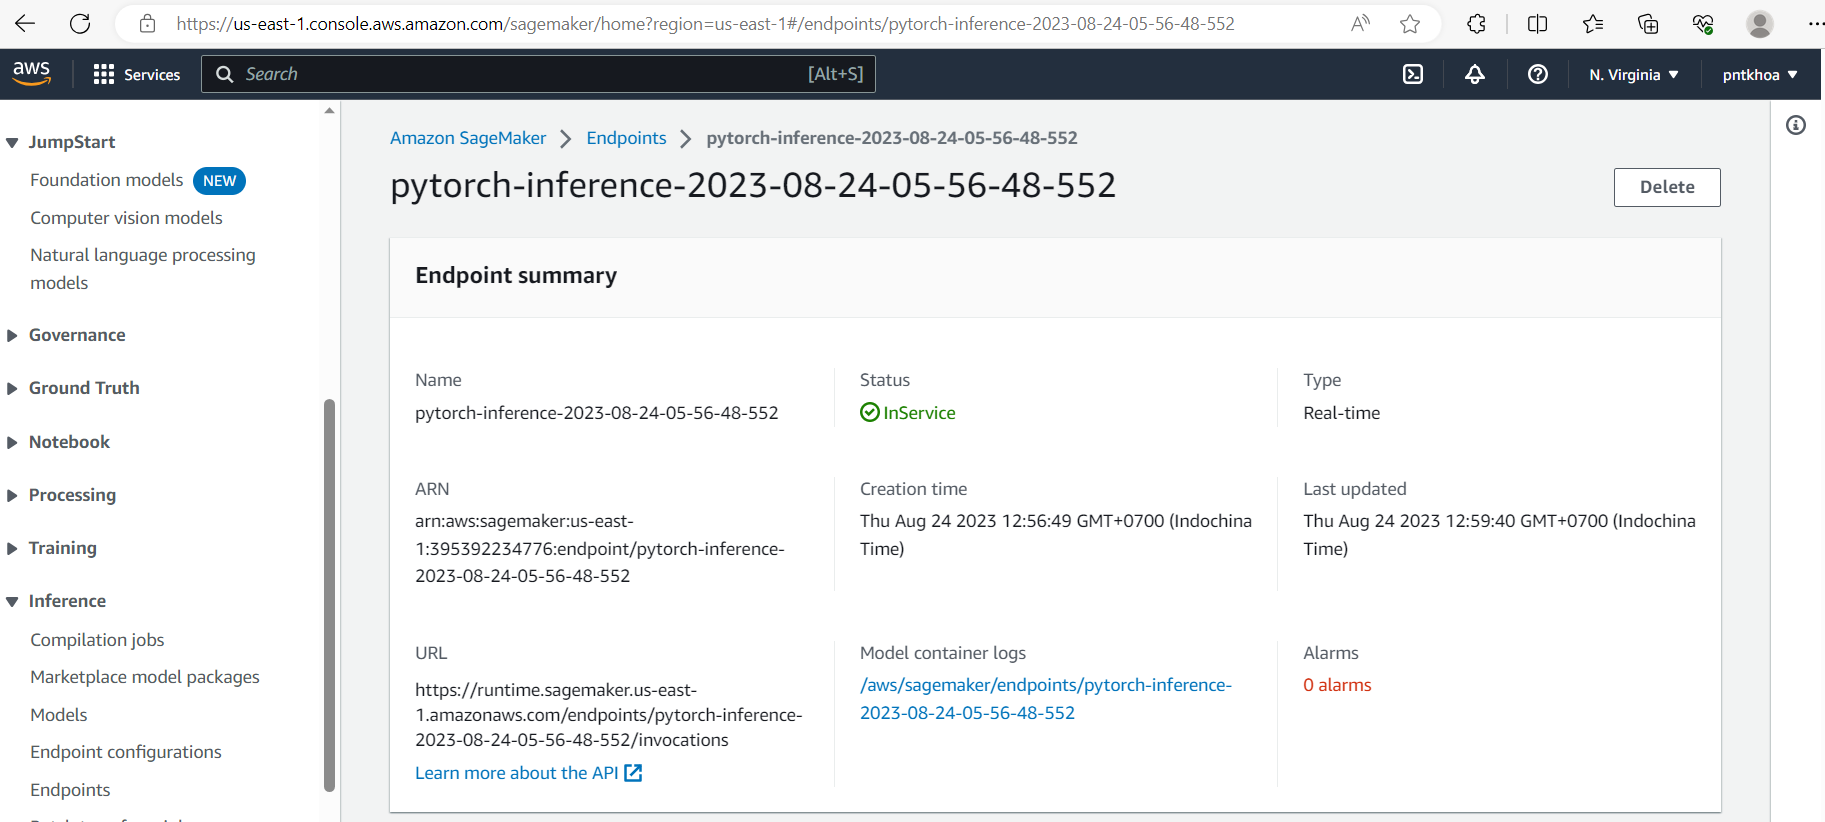 https://us-east-1.console.aws.amazon.com/sagemaker/home?region=us-east-1#/endpoints/pytorch-inference-2023-08-24-05-56-48-552
aws
Services
Search
[Alt+S]
N. Virginia
pntkhoa
JumpStart
Foundation models NEW
Computer vision models
Natural language processing
models
Governance
Ground Truth
Notebook
Processing
Training
Inference
Compilation jobs
Marketplace model packages
Models
Endpoint configurations
Endpoints
Amazon SageMaker
Endpoints
pytorch-inference-2023-08-24-05-56-48-552
pytorch-inference-2023-08-24-05-56-48-552
Delete
Endpoint summary
Name
pytorch-inference-2023-08-24-05-56-48-552
Status
InService
Type
Real-time
ARN
arn:aws:sagemaker:us-east-
1:395392234776:endpoint/pytorch-inference-
2023-08-24-05-56-48-552
Creation time
Thu Aug 24 2023 12:56:49 GMT+0700 (Indochina
Time)
Last updated
Thu Aug 24 2023 12:59:40 GMT+0700 (Indochina
Time)
URL
https://runtime.sagemaker.us-east-
1.amazonaws.com/endpoints/pytorch-inference-
2023-08-24-05-56-48-552/invocations
Learn more about the API
Model container logs
/aws/sagemaker/endpoints/pytorch-inference-
2023-08-24-05-56-48-552
Alarms
0 alarms